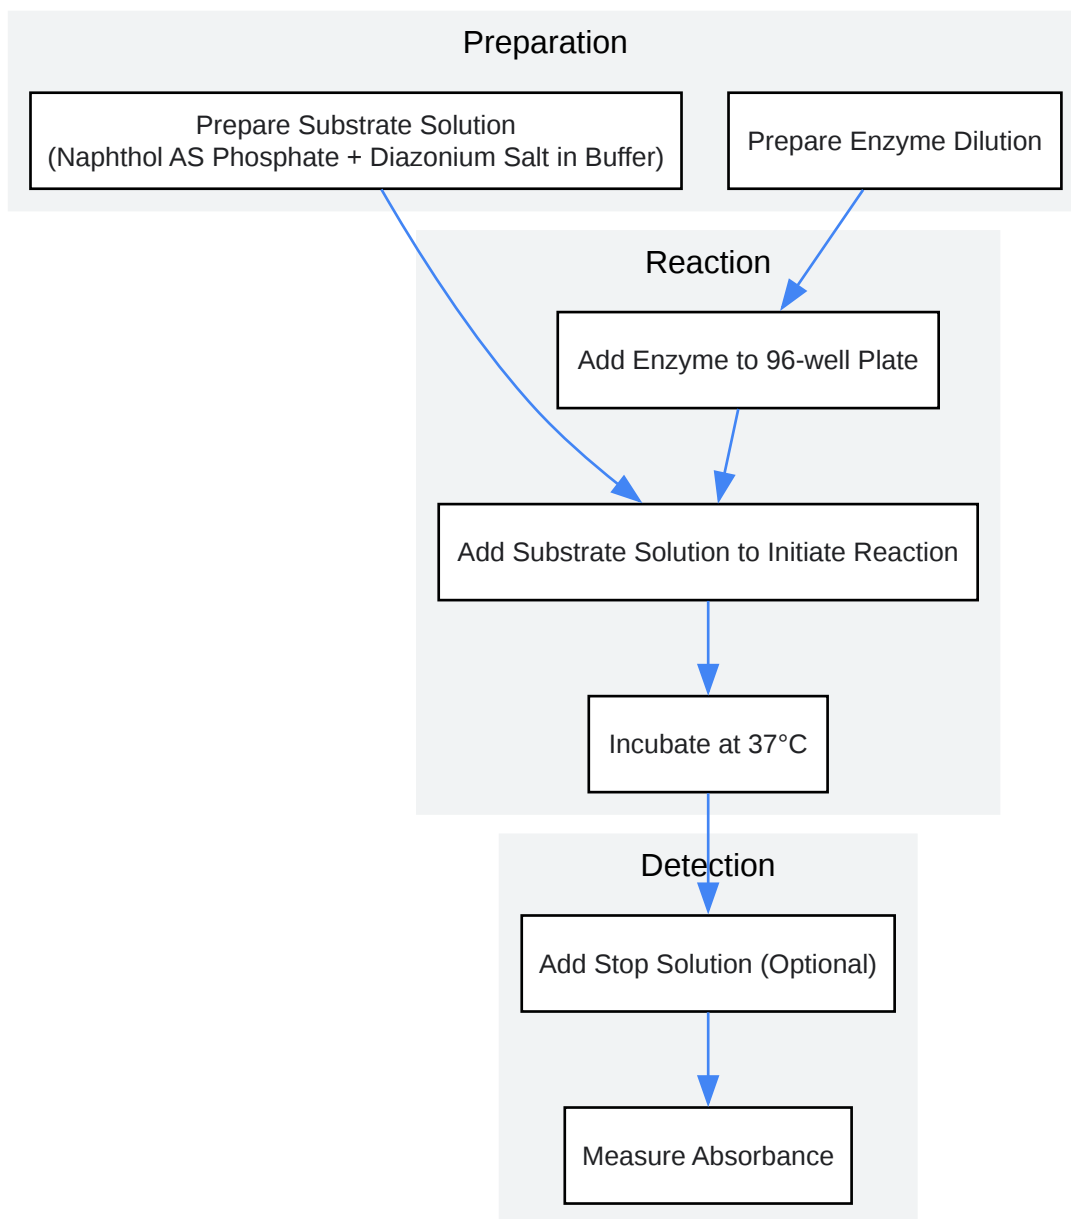 Preparation
Prepare Substrate Solution
(Naphthol AS Phosphate + Diazonium Salt in Buffer)
Prepare Enzyme Dilution
Reaction
Add Enzyme to 96-well Plate
Add Substrate Solution to Initiate Reaction
Incubate at 37°C
Detection
Add Stop Solution (Optional)
Measure Absorbance